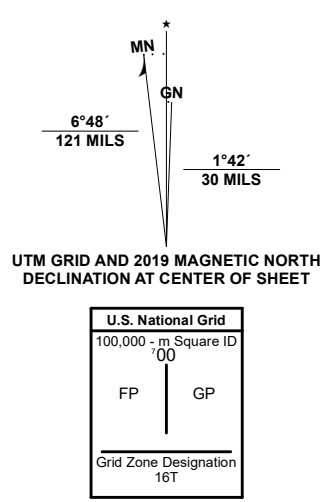 ★
MN
GN
6°48´
121 MILS
1°42´
30 MILS
UTM GRID AND 2019 MAGNETIC NORTH
DECLINATION AT CENTER OF SHEET
U.S. National Grid
100,000 - m Square ID
⁷00
FP GP
Grid Zone Designation
16T